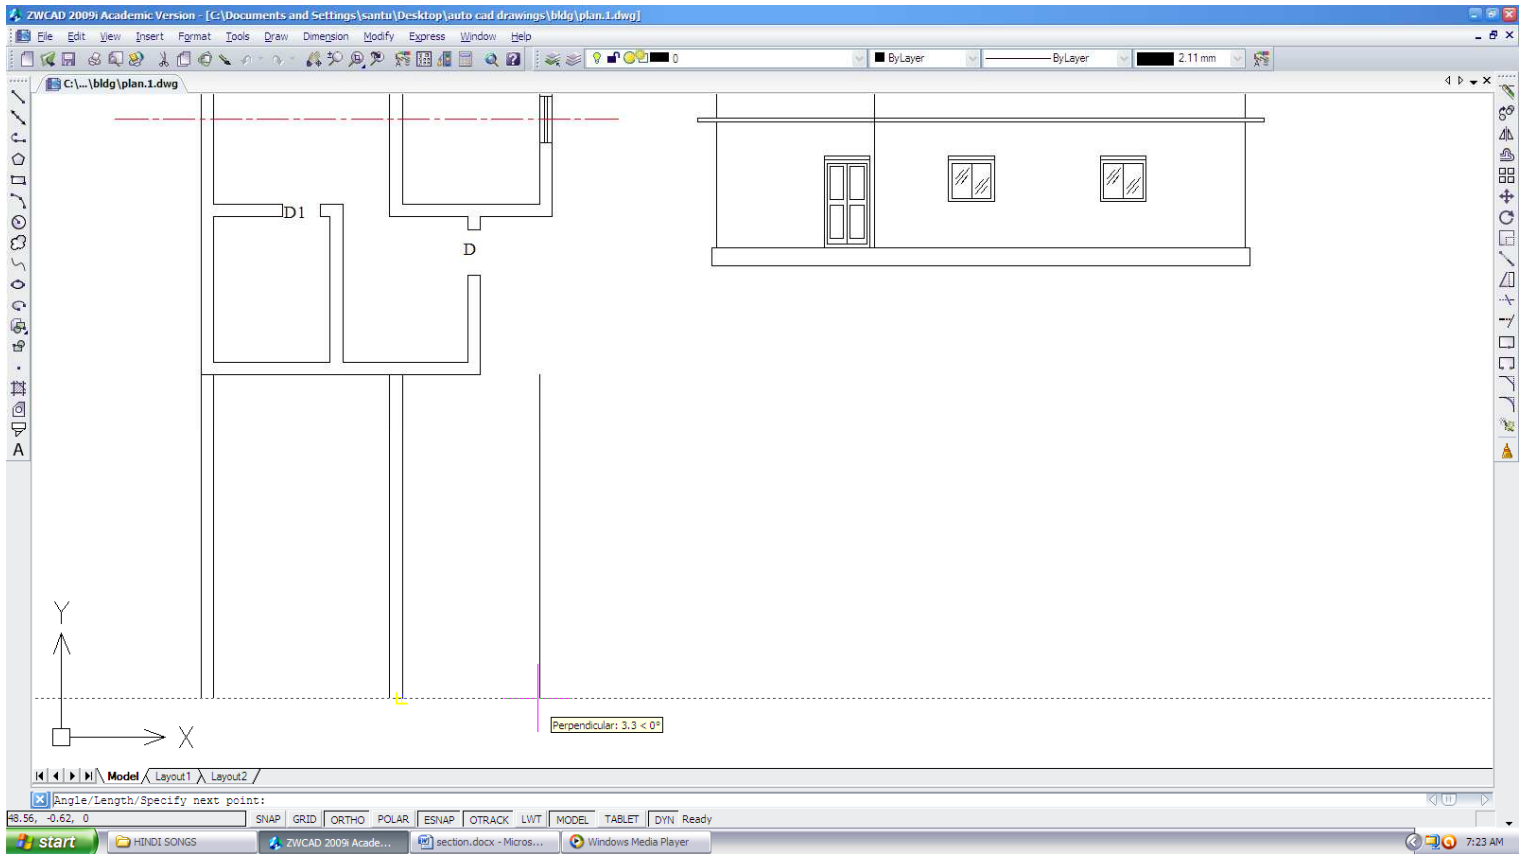 ZWCAD 2009i Academic Version - [C:\Documents and Settings\santu\Desktop\auto cad drawings\bldg\plan.1.dwg]
File Edit View Insert Format Tools Draw Dimension Modify Express Window Help
0 ByLayer ByLayer 2.11 mm
C:\...\bldg\plan.1.dwg
A
D1
D
Y
X
Perpendicular: 3.3 < 0°
Model Layout1 Layout2
Angle/Length/Specify next point:
48.56, -0.62, 0 SNAP GRID ORTHO POLAR ESNAP OTRACK LWT MODEL TABLET DYN Ready
start HINDI SONGS ZWCAD 2009i Acade... section.docx - Micros... Windows Media Player 7:23 AM